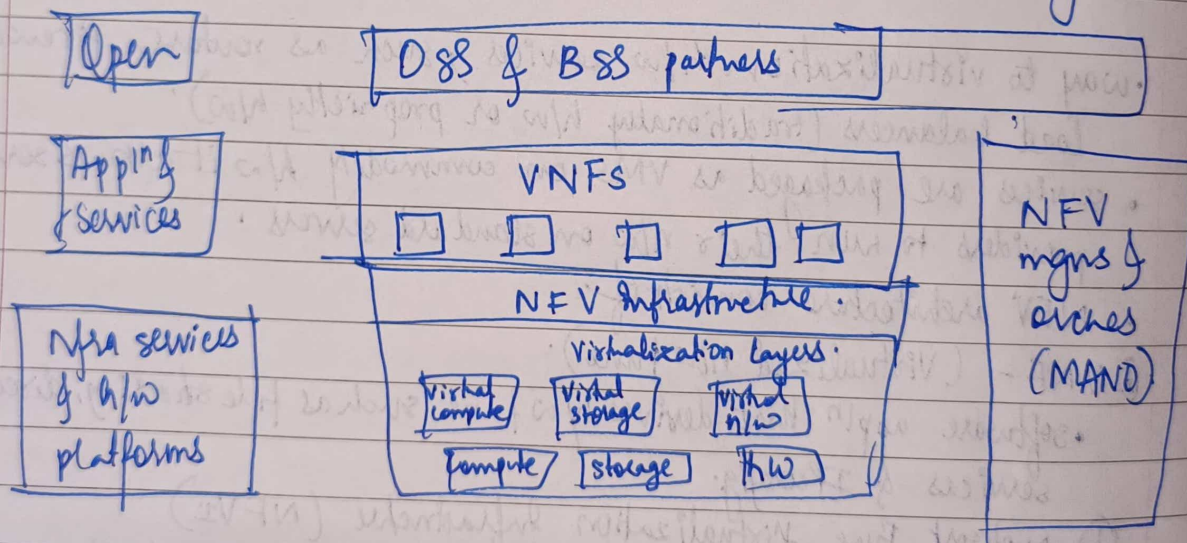 Open
OSS & BSS partners
Appln &
services
VNFs
NFV Infrastructure.
Nfra services
& h/w
platforms
Virtualization layers.
virtual
compute
virtual
storage
virtual
n/w
compute
storage
h/w
NFV
mgns &
orches
(MANO)